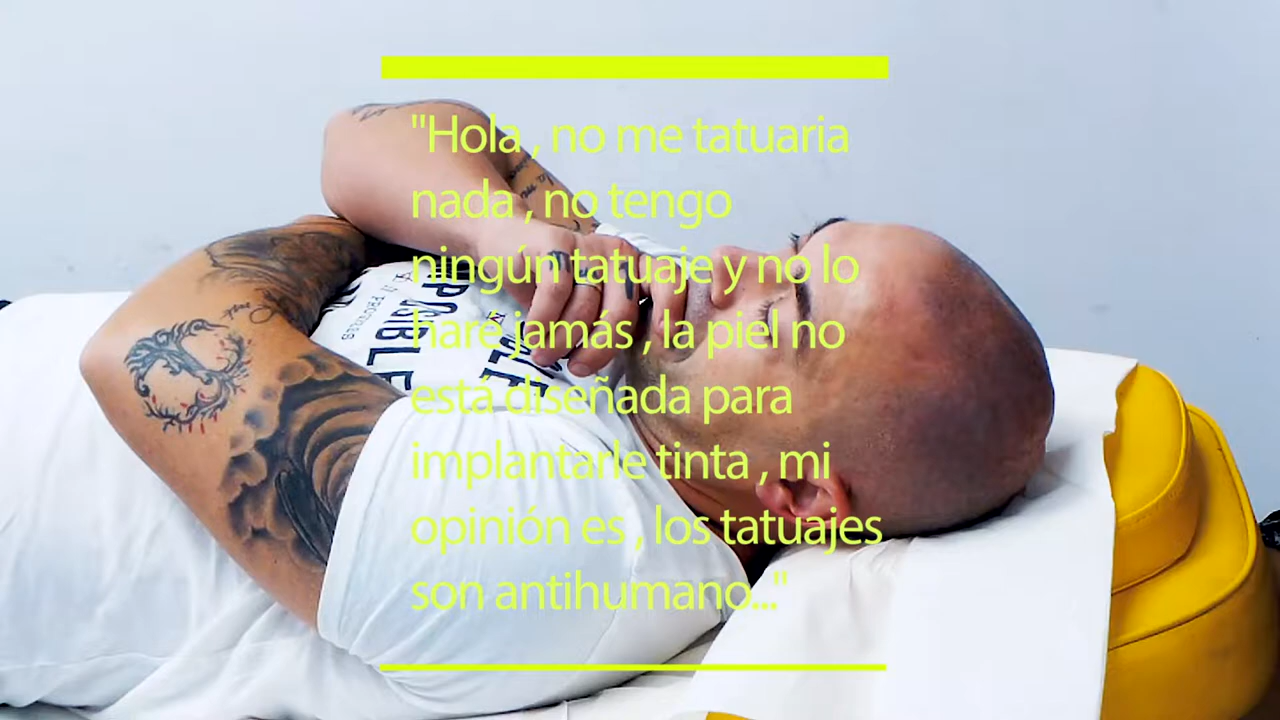 "Hola , no me tatuaria
nada , no tengo
ningún tatuaje y no lo
haré jamás , la piel no
está diseñada para
implantarle tinta , mi
opinión es , los tatuajes
son antihumano..."